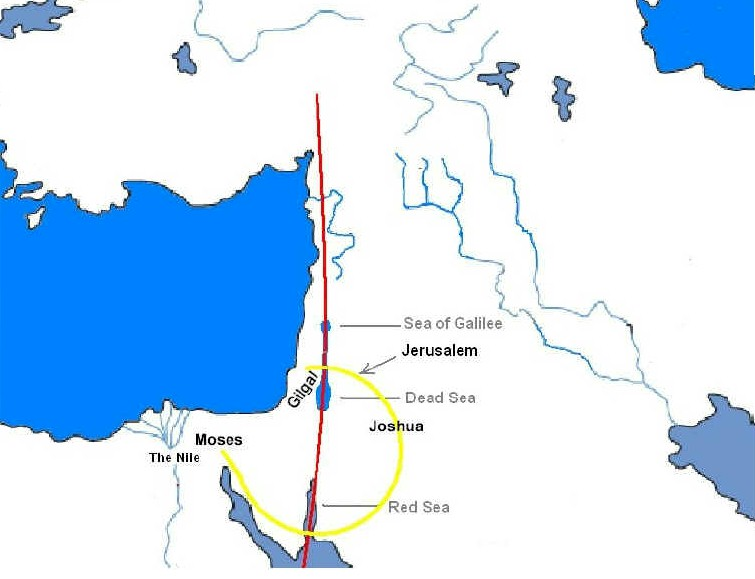 Sea of Galilee
Jerusalem
Gilgal
Dead Sea
Joshua
Moses
The Nile
Red Sea